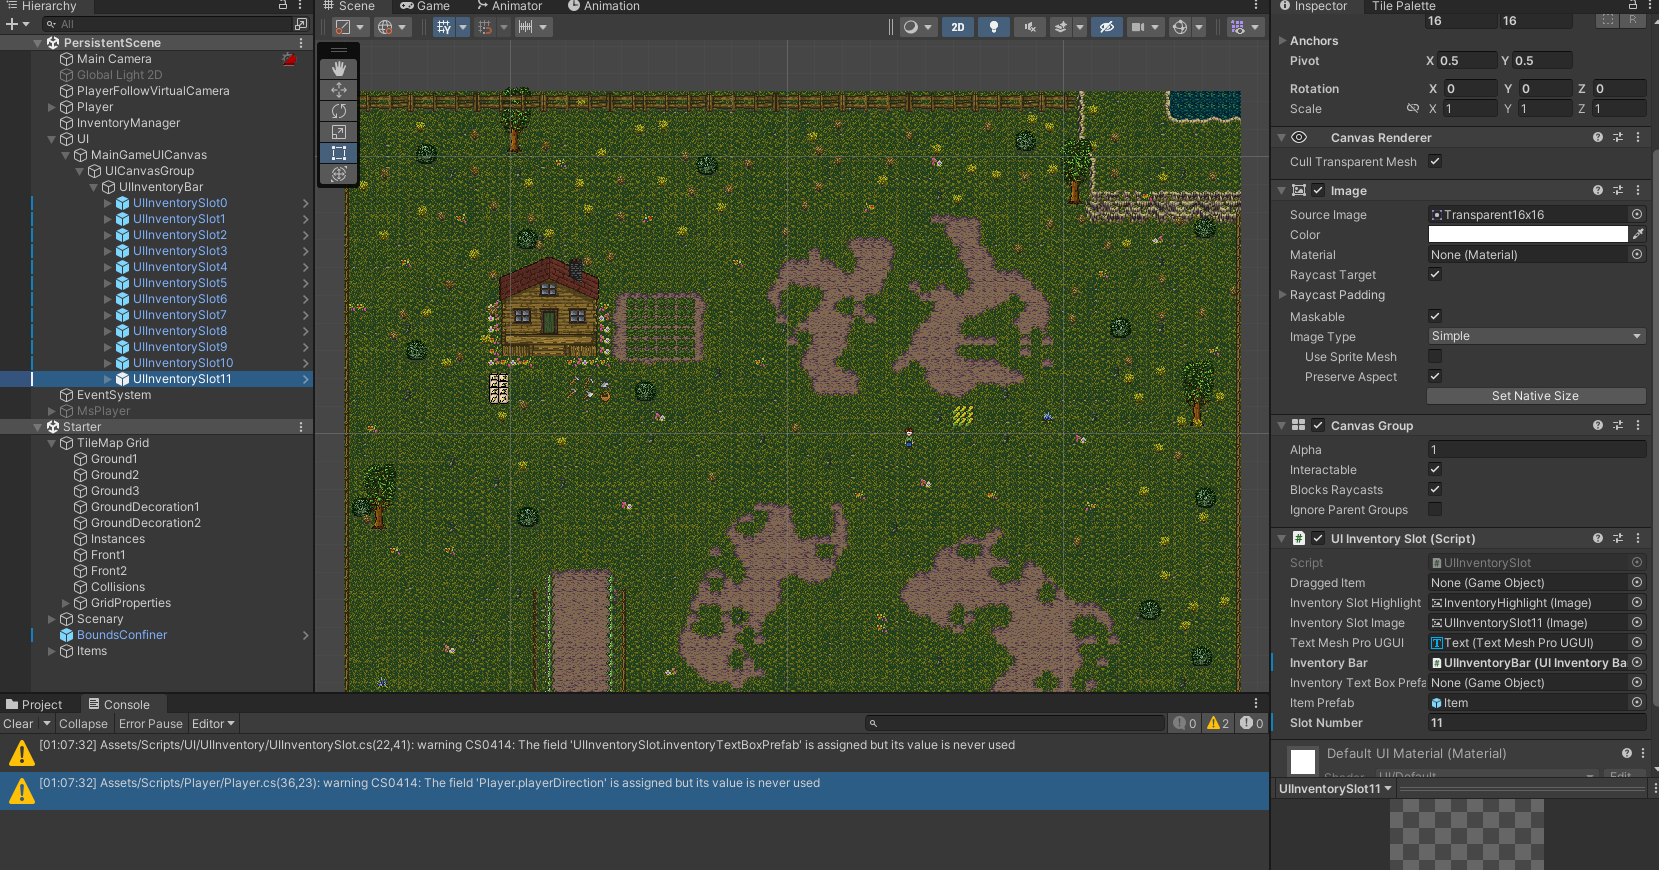 Hierarchy
All
PersistentScene
Main Camera
Global Light 2D
PlayerFollowVirtualCamera
Player
InventoryManager
UI
MainGameUICanvas
UICanvasGroup
UIInventoryBar
UIInventorySlot0
UIInventorySlot1
UIInventorySlot2
UIInventorySlot3
UIInventorySlot4
UIInventorySlot5
UIInventorySlot6
UIInventorySlot7
UIInventorySlot8
UIInventorySlot9
UIInventorySlot10
UIInventorySlot11
EventSystem
MsPlayer
Starter
TileMap Grid
Ground1
Ground2
Ground3
GroundDecoration1
GroundDecoration2
Instances
Front1
Front2
Collisions
GridProperties
Scenary
BoundsConfiner
Items
Scene Game Animator Animation
2D
Inspector Tile Palette
16 16 R
Anchors
Pivot X 0.5 Y 0.5
Rotation X 0 Y 0 Z 0
Scale X 1 Y 1 Z 1
Canvas Renderer
Cull Transparent Mesh
Image
Source Image Transparent16x16
Color
Material None (Material)
Raycast Target
Raycast Padding
Maskable
Image Type Simple
Use Sprite Mesh
Preserve Aspect
Set Native Size
Canvas Group
Alpha 1
Interactable
Blocks Raycasts
Ignore Parent Groups
UI Inventory Slot (Script)
Script UIInventorySlot
Dragged Item None (Game Object)
Inventory Slot Highlight InventoryHighlight (Image)
Inventory Slot Image UIInventorySlot11 (Image)
Text Mesh Pro UGUI Text (Text Mesh Pro UGUI)
Inventory Bar UIInventoryBar (UI Inventory Ba
Inventory Text Box Prefa None (Game Object)
Item Prefab Item
Slot Number 11
Default UI Material (Material)
Shader UI/Default Edit
UIInventorySlot11
Project Console
Clear Collapse Error Pause Editor 0 2 0
[01:07:32] Assets/Scripts/UI/UIInventory/UIInventorySlot.cs(22,41): warning CS0414: The field 'UIInventorySlot.inventoryTextBoxPrefab' is assigned but its value is never used
[01:07:32] Assets/Scripts/Player/Player.cs(36,23): warning CS0414: The field 'Player.playerDirection' is assigned but its value is never used